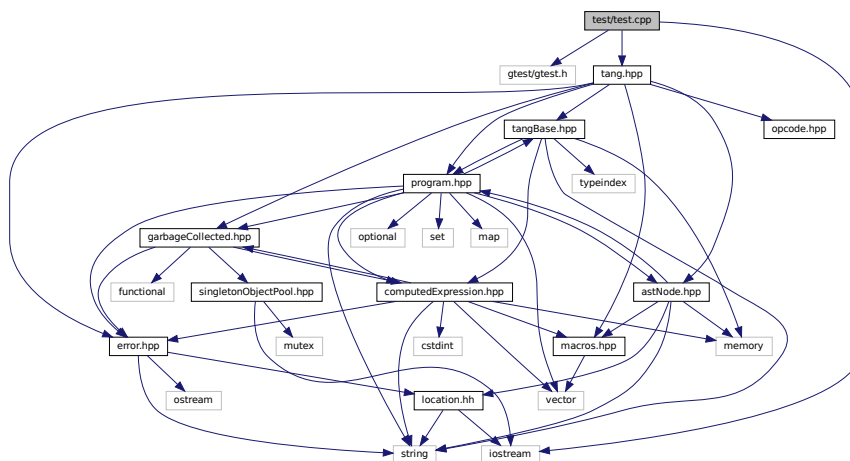 test/test.cpp
gtest/gtest.h
tang.hpp
tangBase.hpp
opcode.hpp
program.hpp
typeindex
garbageCollected.hpp
optional
set
map
functional
singletonObjectPool.hpp
computedExpression.hpp
astNode.hpp
error.hpp
mutex
cstdint
macros.hpp
memory
ostream
location.hh
vector
string
iostream